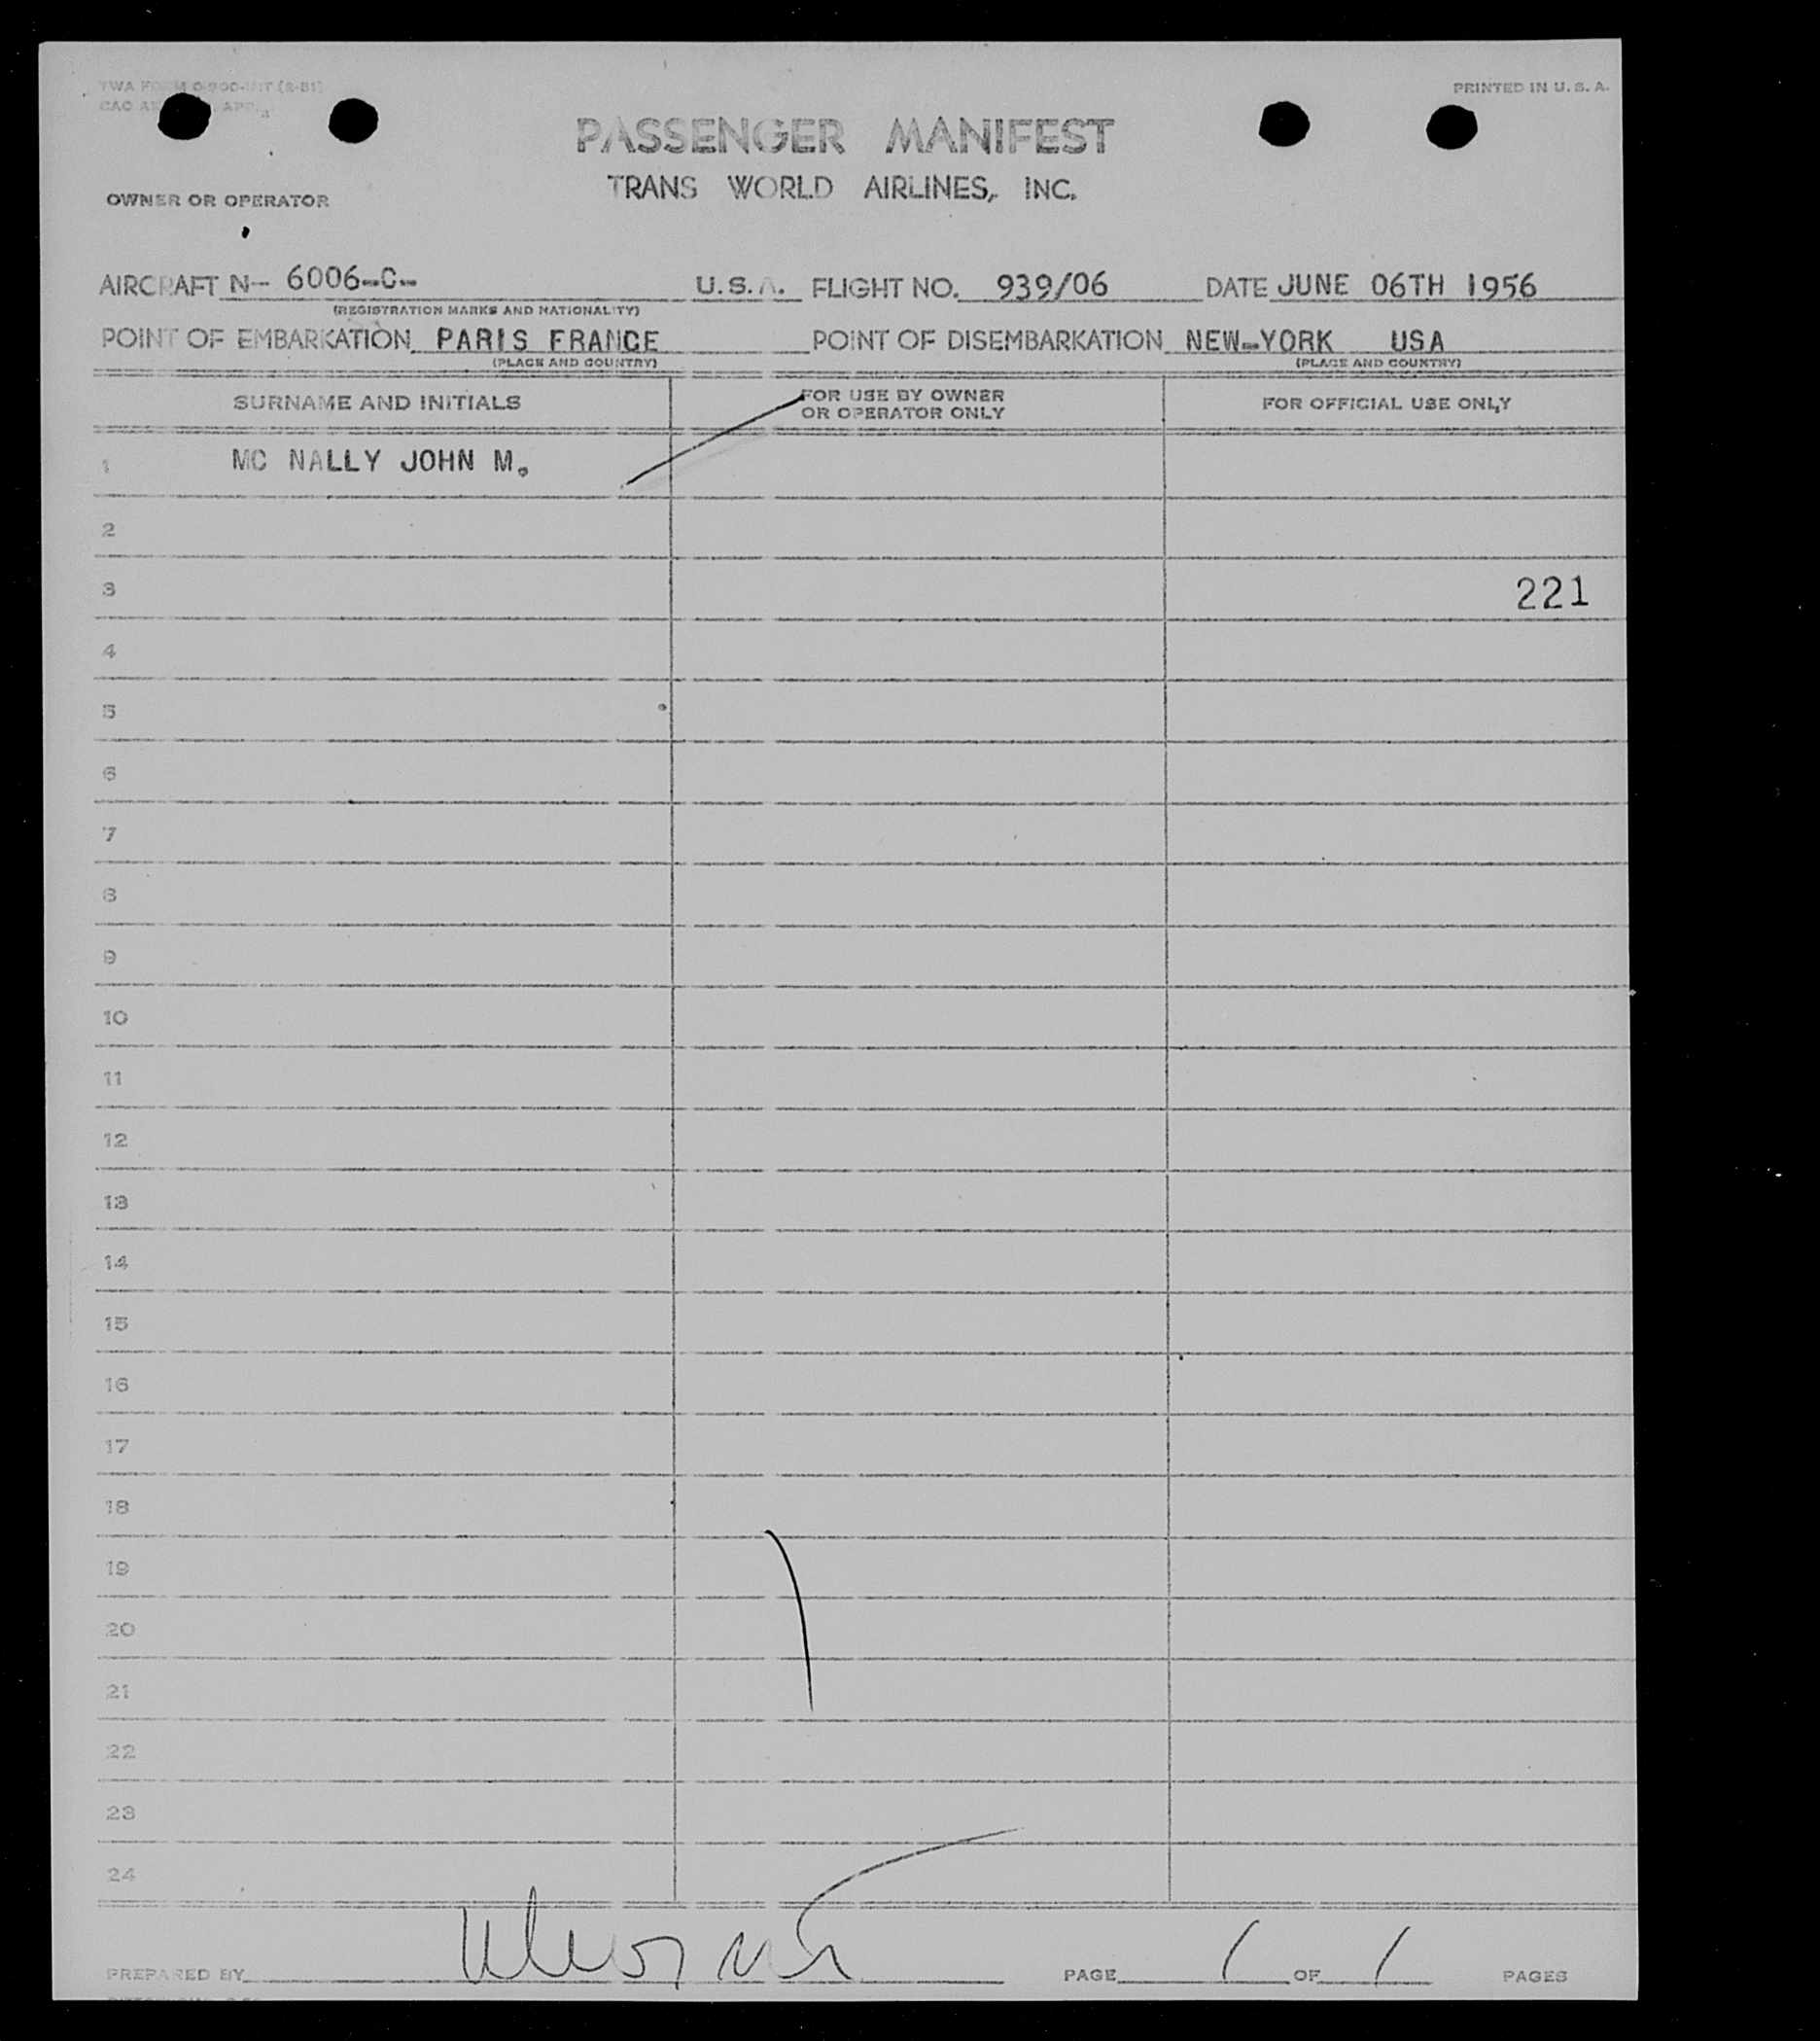 PRINTED IN U. S. A.
PASSENGER MANIFEST
TRANS WORLD AIRLINES, INC.
OWNER OR OPERATOR
AIRCRAFT N- 6006-C- U.S.A. FLIGHT NO. 939/06 DATE JUNE 06TH 1956
(REGISTRATION MARKS AND NATIONALITY)
POINT OF EMBARKATION PARIS FRANCE POINT OF DISEMBARKATION NEW-YORK USA
(PLACE AND COUNTRY) (PLACE AND COUNTRY)
SURNAME AND INITIALS FOR USE BY OWNER OR OPERATOR ONLY FOR OFFICIAL USE ONLY
1 MC NALLY JOHN M.
2
3 221
4
5
6
7
8
9
10
11
12
13
14
15
16
17
18
19
20
21
22
23
24
PREPARED BY PAGE 1 OF 1 PAGES